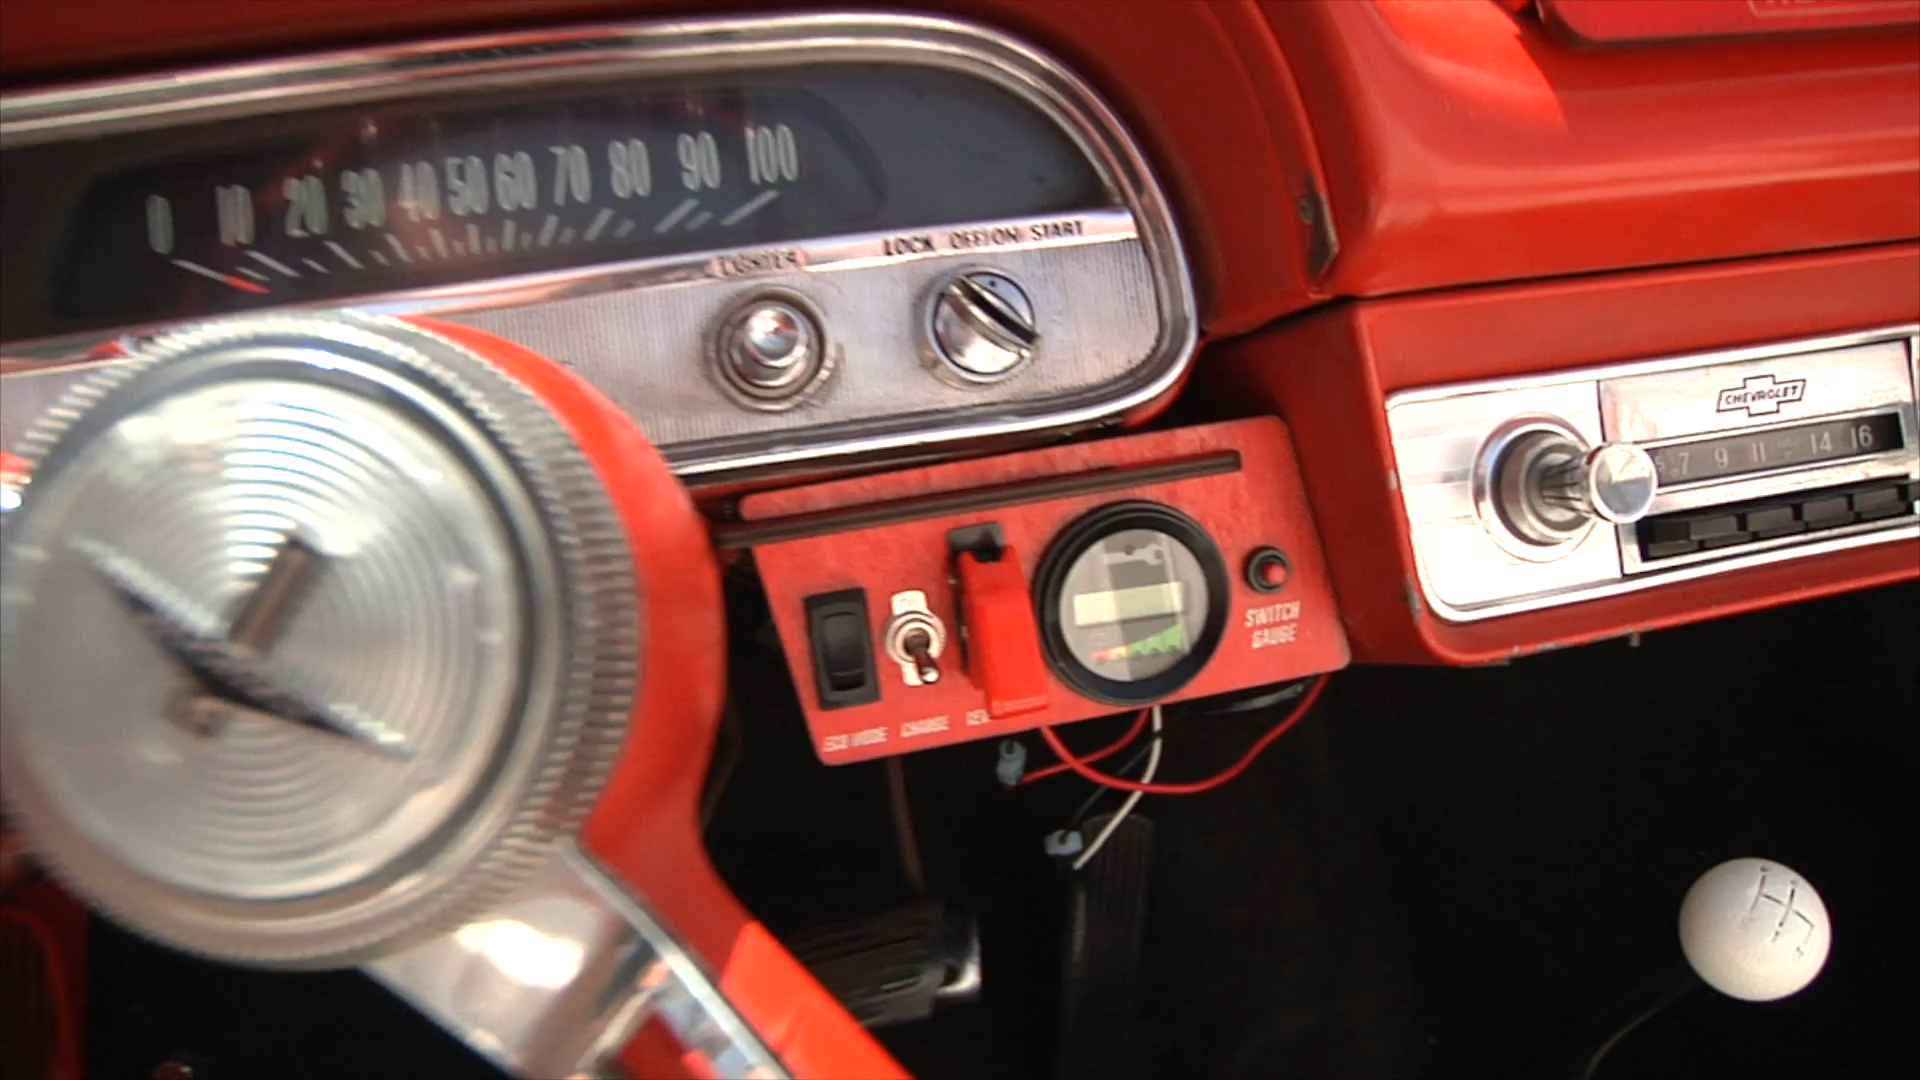 0 10 20 30 40 50 60 70 80 90 100
LIGHTER
LOCK OFF ON START
CHEVROLET
7 9 11 14 16
SWITCH
GAUGE
ECO MODE
CHARGE